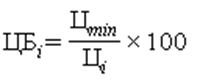 ЦБi = Цmin / Цi × 100